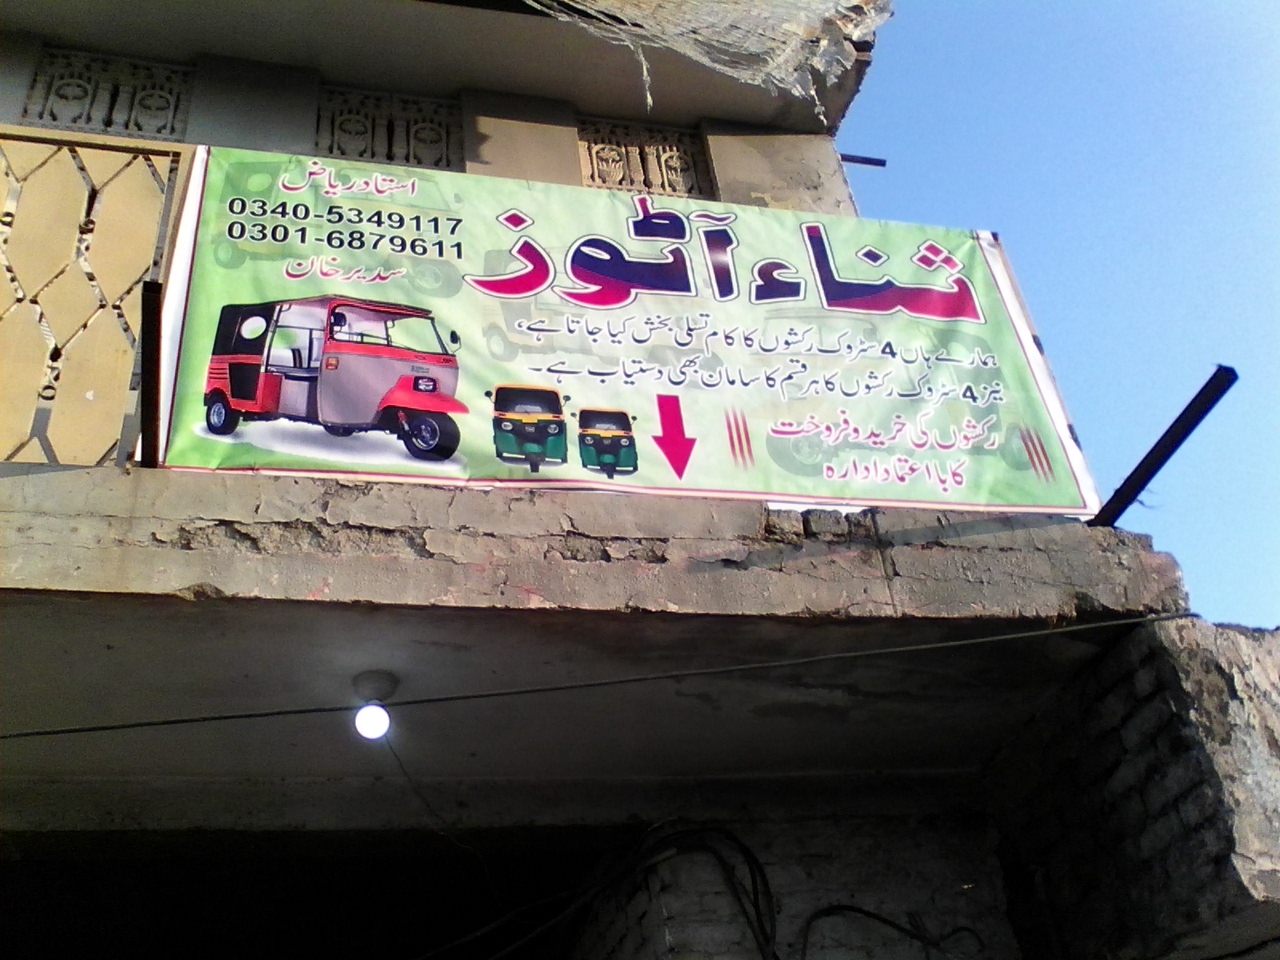 ثناء آٹوز
استاد ریاض
0340-5349117
0301-6879611
سدیر خان
ہمارے ہاں 4 سٹروک رکشوں کا کام تسلی بخش کیا جاتا ہے،
نیز 4 سٹروک رکشوں کا ہر قسم کا سامان بھی دستیاب ہے۔
رکشوں کی خرید و فروخت
کا بااعتماد ادارہ